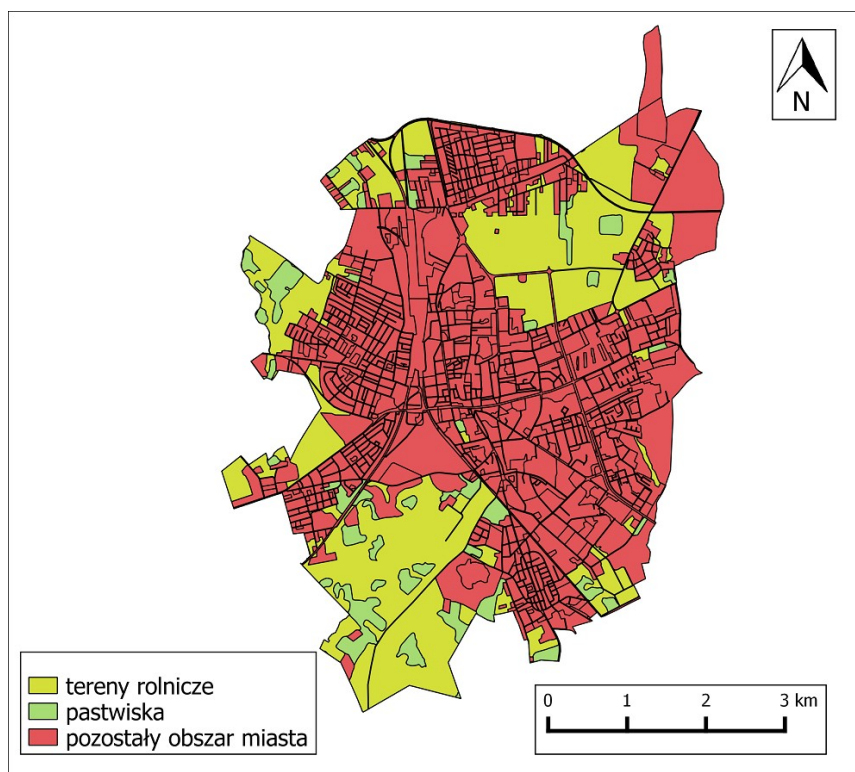 N
tereny rolnicze
pastwiska
pozostały obszar miasta
0 1 2 3 km